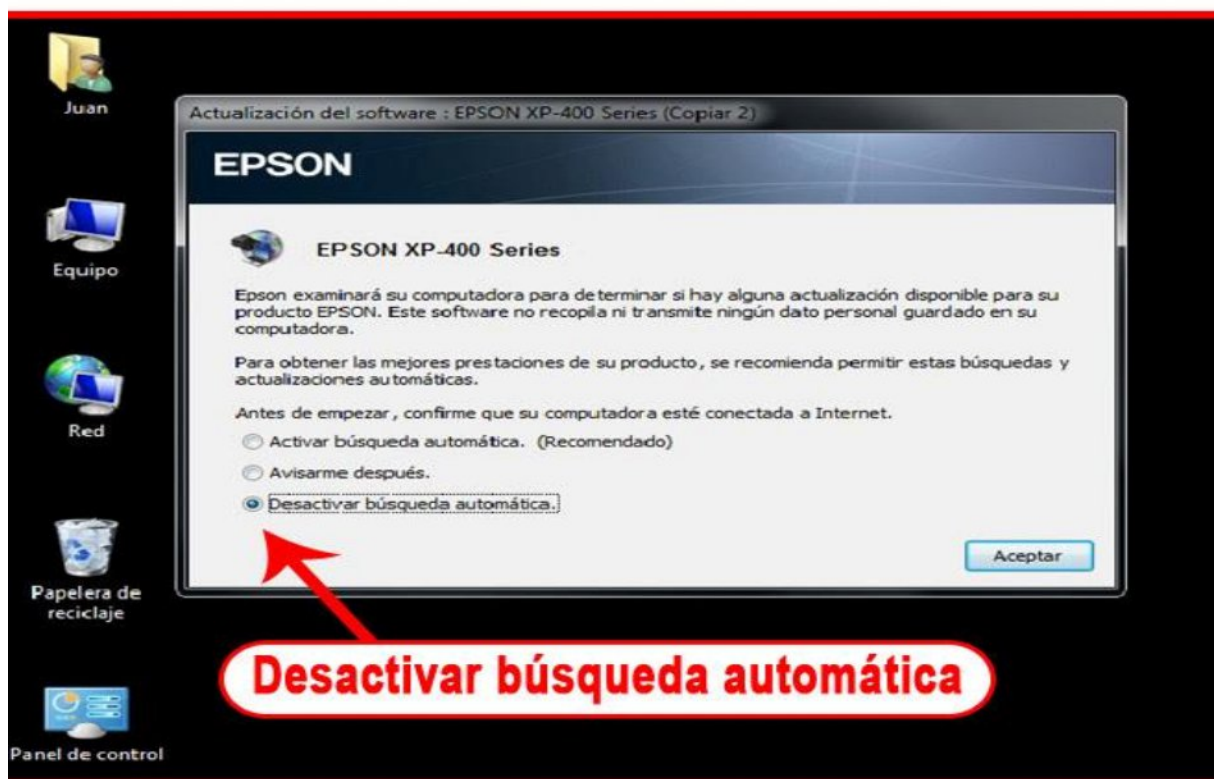 Juan
Equipo
Red
Papelera de
reciclaje
Panel de control
Actualización del software : EPSON XP-400 Series (Copiar 2)
EPSON
EPSON XP-400 Series
Epson examinará su computadora para determinar si hay alguna actualización disponible para su
producto EPSON. Este software no recopila ni transmite ningún dato personal guardado en su
computadora.
Para obtener las mejores prestaciones de su producto, se recomienda permitir estas búsquedas y
actualizaciones automáticas.
Antes de empezar, confirme que su computadora esté conectada a Internet.
Activar búsqueda automática. (Recomendado)
Avisarme después.
Desactivar búsqueda automática.
Aceptar
Desactivar búsqueda automática